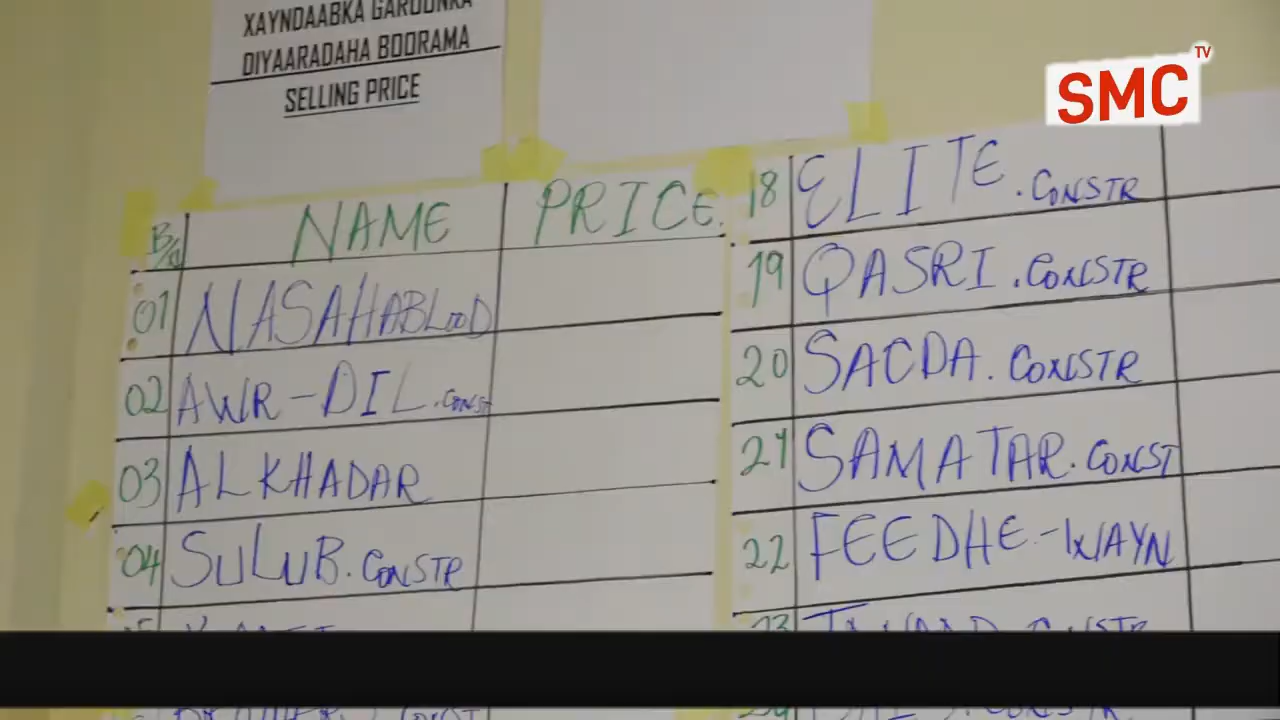 XAYNDAABKA GAROONKA
DIYAARADAHA BOORAMA
SELLING PRICE
SMC TV
NAME PRICE.
01 NASAHABLOOD
02 AWR-DIL.CONST
03 ALKHADAR
04 SULUB.CONSTR
18 ELITE.CONSTR
19 QASRI.CONSTR
20 SACDA.CONSTR
21 SAMATAR.CONST
22 FEEDHE-WAYN
23